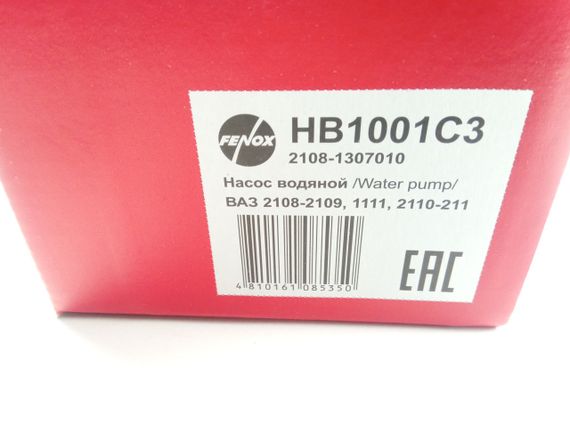 FENOX
HB1001C3
2108-1307010
Насос водяной /Water pump/
ВАЗ 2108-2109, 1111, 2110-211
4 810161 085350
EAC